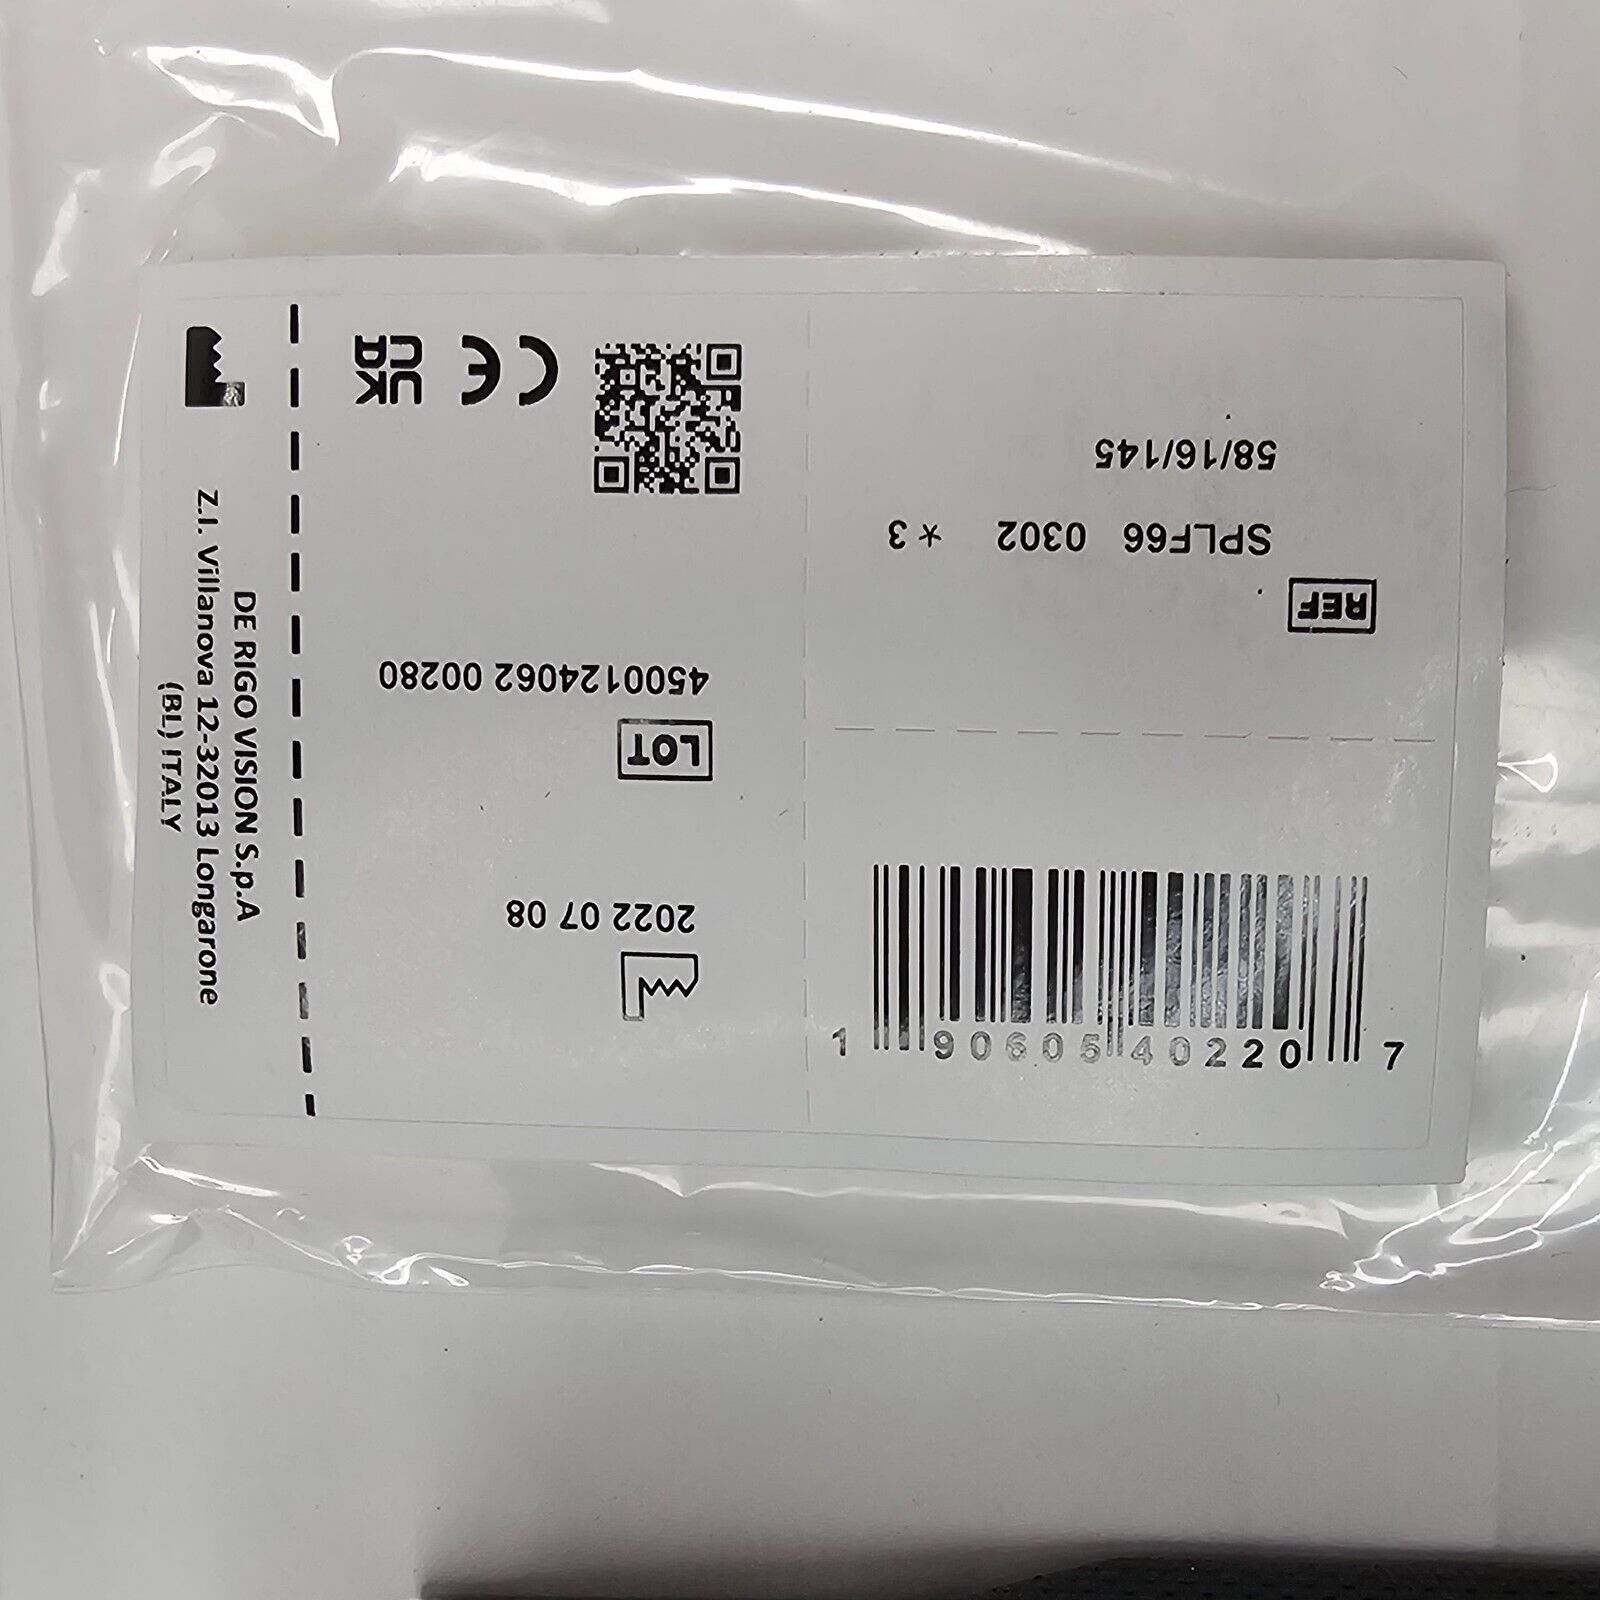 REF
SPLF66 0302 *3
58/16/145
1 90605 40220 7
LOT
4500124062 00280
2022 07 08
CE
UK
CA
DE RIGO VISION S.p.A
Z.I. Villanova 12-32013 Longarone
(BL) ITALY